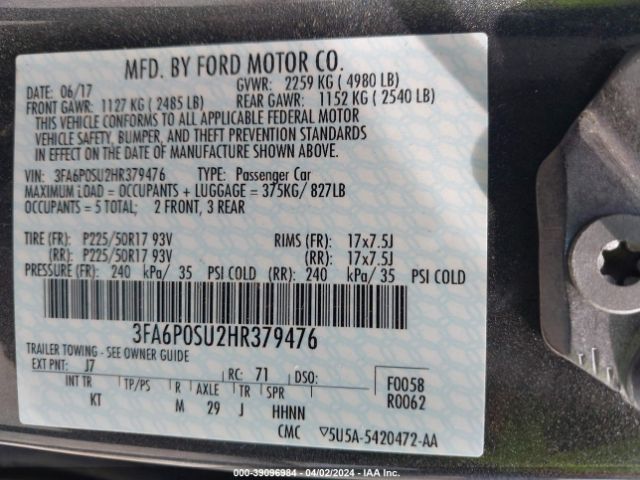 MFD. BY FORD MOTOR CO.
DATE: 06/17 GVWR: 2259 KG ( 4980 LB)
FRONT GAWR: 1127 KG ( 2485 LB) REAR GAWR: 1152 KG ( 2540 LB)
THIS VEHICLE CONFORMS TO ALL APPLICABLE FEDERAL MOTOR
VEHICLE SAFETY, BUMPER, AND THEFT PREVENTION STANDARDS
IN EFFECT ON THE DATE OF MANUFACTURE SHOWN ABOVE.
VIN: 3FA6P0SU2HR379476 TYPE: Passenger Car
MAXIMUM LOAD = OCCUPANTS + LUGGAGE = 375KG/ 827LB
OCCUPANTS = 5 TOTAL; 2 FRONT, 3 REAR
TIRE (FR): P225/50R17 93V RIMS (FR): 17x7.5J
(RR): P225/50R17 93V (RR): 17x7.5J
PRESSURE (FR): 240 kPa/ 35 PSI COLD (RR): 240 kPa/ 35 PSI COLD
3FA6P0SU2HR379476
TRAILER TOWING - SEE OWNER GUIDE
EXT PNT: J7 RC: 71 DSO: F0058
INT TR TP/PS R AXLE TR SPR R0062
KT M 29 J HHNN
CMC ▽5U5A-5420472-AA
000-39096984 - 04/02/2024 - IAA Inc.